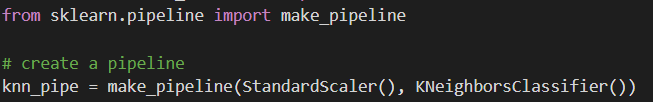 from sklearn.pipeline import make_pipeline
# create a pipeline
knn_pipe = make_pipeline(StandardScaler(), KNeighborsClassifier())